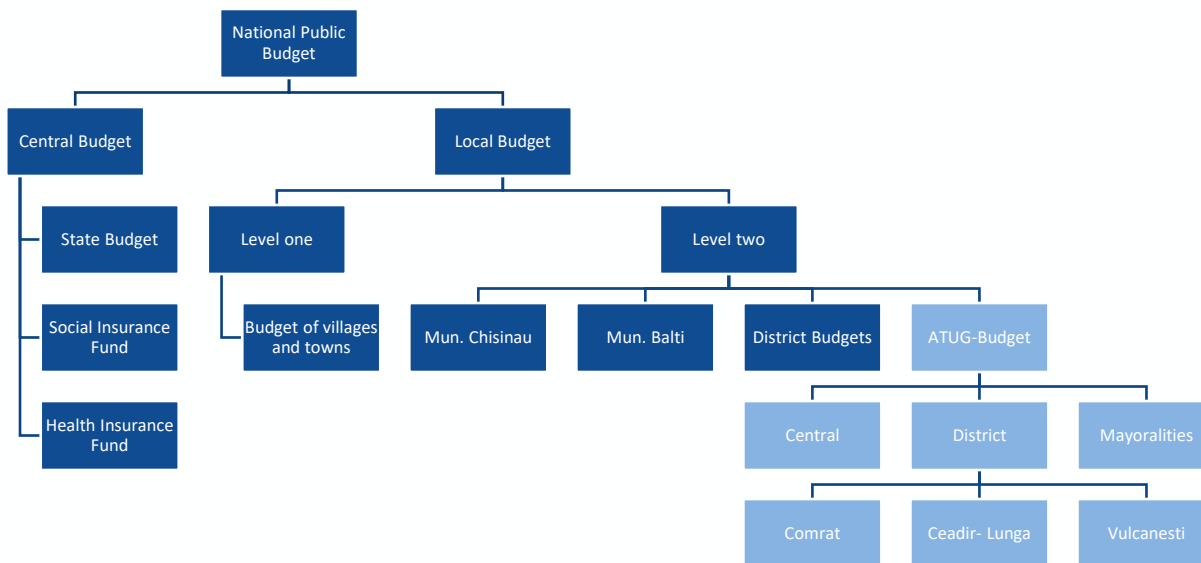 National Public
Budget
Central Budget
Local Budget
State Budget
Level one
Level two
Social Insurance
Fund
Budget of villages
and towns
Mun. Chisinau
Mun. Balti
District Budgets
ATUG-Budget
Health Insurance
Fund
Central
District
Mayoralities
Comrat
Ceadir- Lunga
Vulcanesti